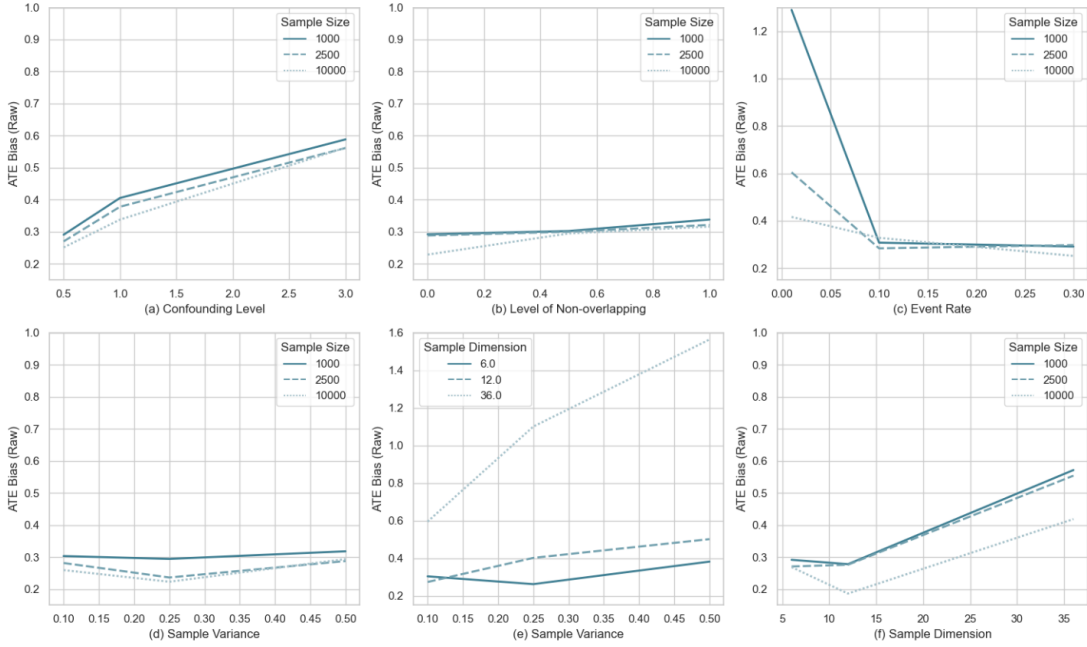 1.0
0.9
0.8
0.7
0.6
0.5
0.4
0.3
0.2
ATE Bias (Raw)
Sample Size
1000
2500
10000
0.5 1.0 1.5 2.0 2.5 3.0
(a) Confounding Level
1.0
0.9
0.8
0.7
0.6
0.5
0.4
0.3
0.2
ATE Bias (Raw)
Sample Size
1000
2500
10000
0.0 0.2 0.4 0.6 0.8 1.0
(b) Level of Non-overlapping
1.2
1.0
0.8
0.6
0.4
0.2
ATE Bias (Raw)
Sample Size
1000
2500
10000
0.00 0.05 0.10 0.15 0.20 0.25 0.30
(c) Event Rate
1.0
0.9
0.8
0.7
0.6
0.5
0.4
0.3
0.2
ATE Bias (Raw)
Sample Size
1000
2500
10000
0.10 0.15 0.20 0.25 0.30 0.35 0.40 0.45 0.50
(d) Sample Variance
1.6
1.4
1.2
1.0
0.8
0.6
0.4
0.2
ATE Bias (Raw)
Sample Dimension
6.0
12.0
36.0
0.10 0.15 0.20 0.25 0.30 0.35 0.40 0.45 0.50
(e) Sample Variance
1.0
0.9
0.8
0.7
0.6
0.5
0.4
0.3
0.2
ATE Bias (Raw)
Sample Size
1000
2500
10000
5 10 15 20 25 30 35
(f) Sample Dimension